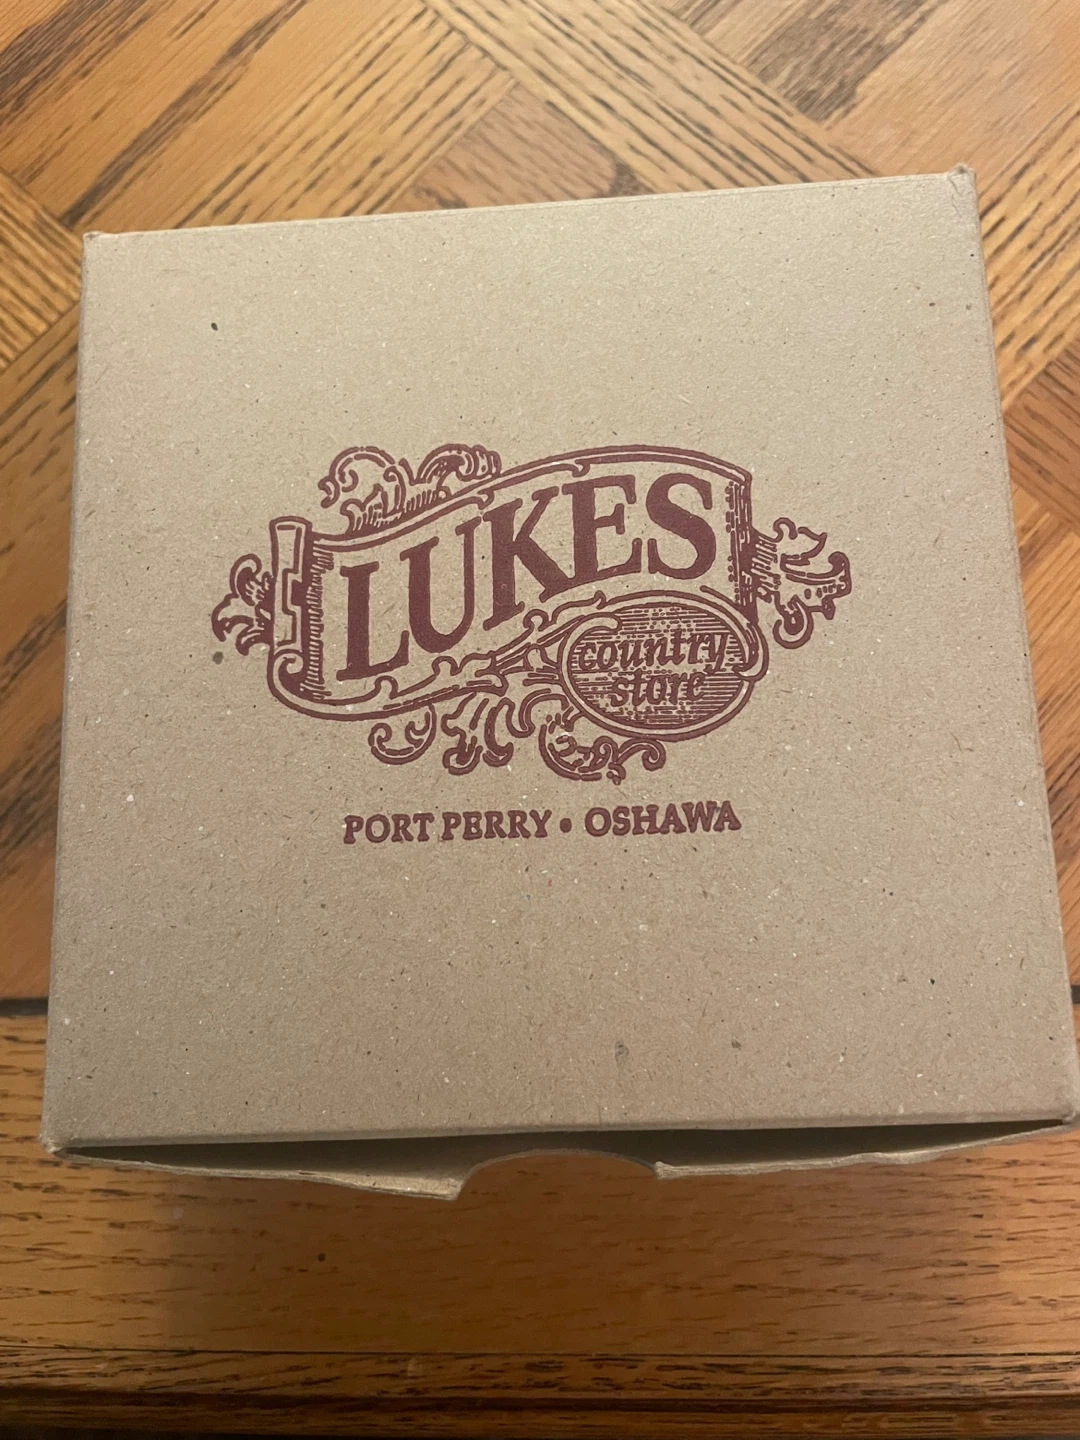 LUKES
country
store
PORT PERRY • OSHAWA